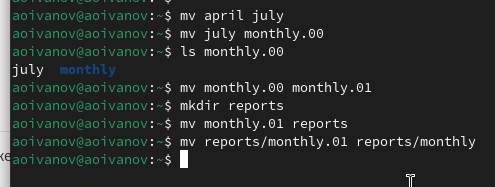 aoivanov@aoivanov:~$ mv april july
aoivanov@aoivanov:~$ mv july monthly.00
aoivanov@aoivanov:~$ ls monthly.00
july  monthly
aoivanov@aoivanov:~$ mv monthly.00 monthly.01
aoivanov@aoivanov:~$ mkdir reports
aoivanov@aoivanov:~$ mv monthly.01 reports
aoivanov@aoivanov:~$ mv reports/monthly.01 reports/monthly
aoivanov@aoivanov:~$